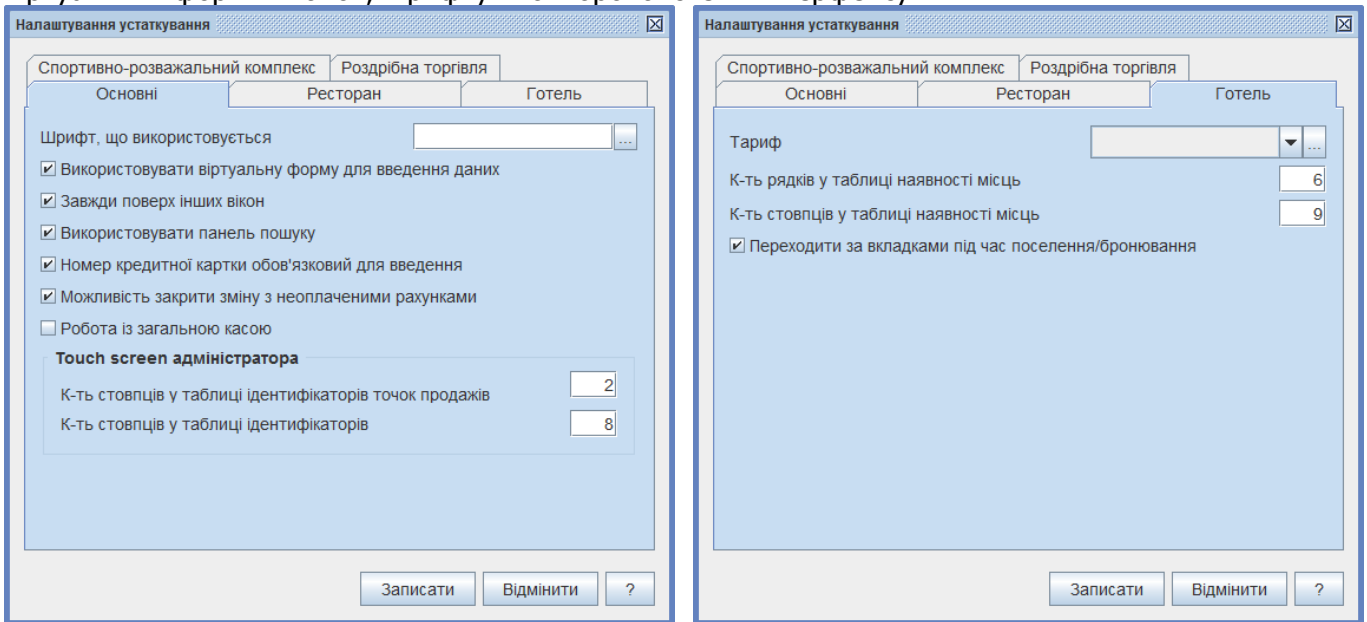 Налаштування устаткування
Спортивно-розважальний комплекс
Роздрібна торгівля
Основні
Ресторан
Готель
Шрифт, що використовується
...
Використовувати віртуальну форму для введення даних
Завжди поверх інших вікон
Використовувати панель пошуку
Номер кредитної картки обов'язковий для введення
Можливість закрити зміну з неоплаченими рахунками
Робота із загальною касою
Touch screen адміністратора
К-ть стовпців у таблиці ідентифікаторів точок продажів 2
К-ть стовпців у таблиці ідентифікаторів 8
Записати
Відмінити
?
Налаштування устаткування
Спортивно-розважальний комплекс
Роздрібна торгівля
Основні
Ресторан
Готель
Тариф
...
К-ть рядків у таблиці наявності місць 6
К-ть стовпців у таблиці наявності місць 9
Переходити за вкладками під час поселення/бронювання
Записати
Відмінити
?